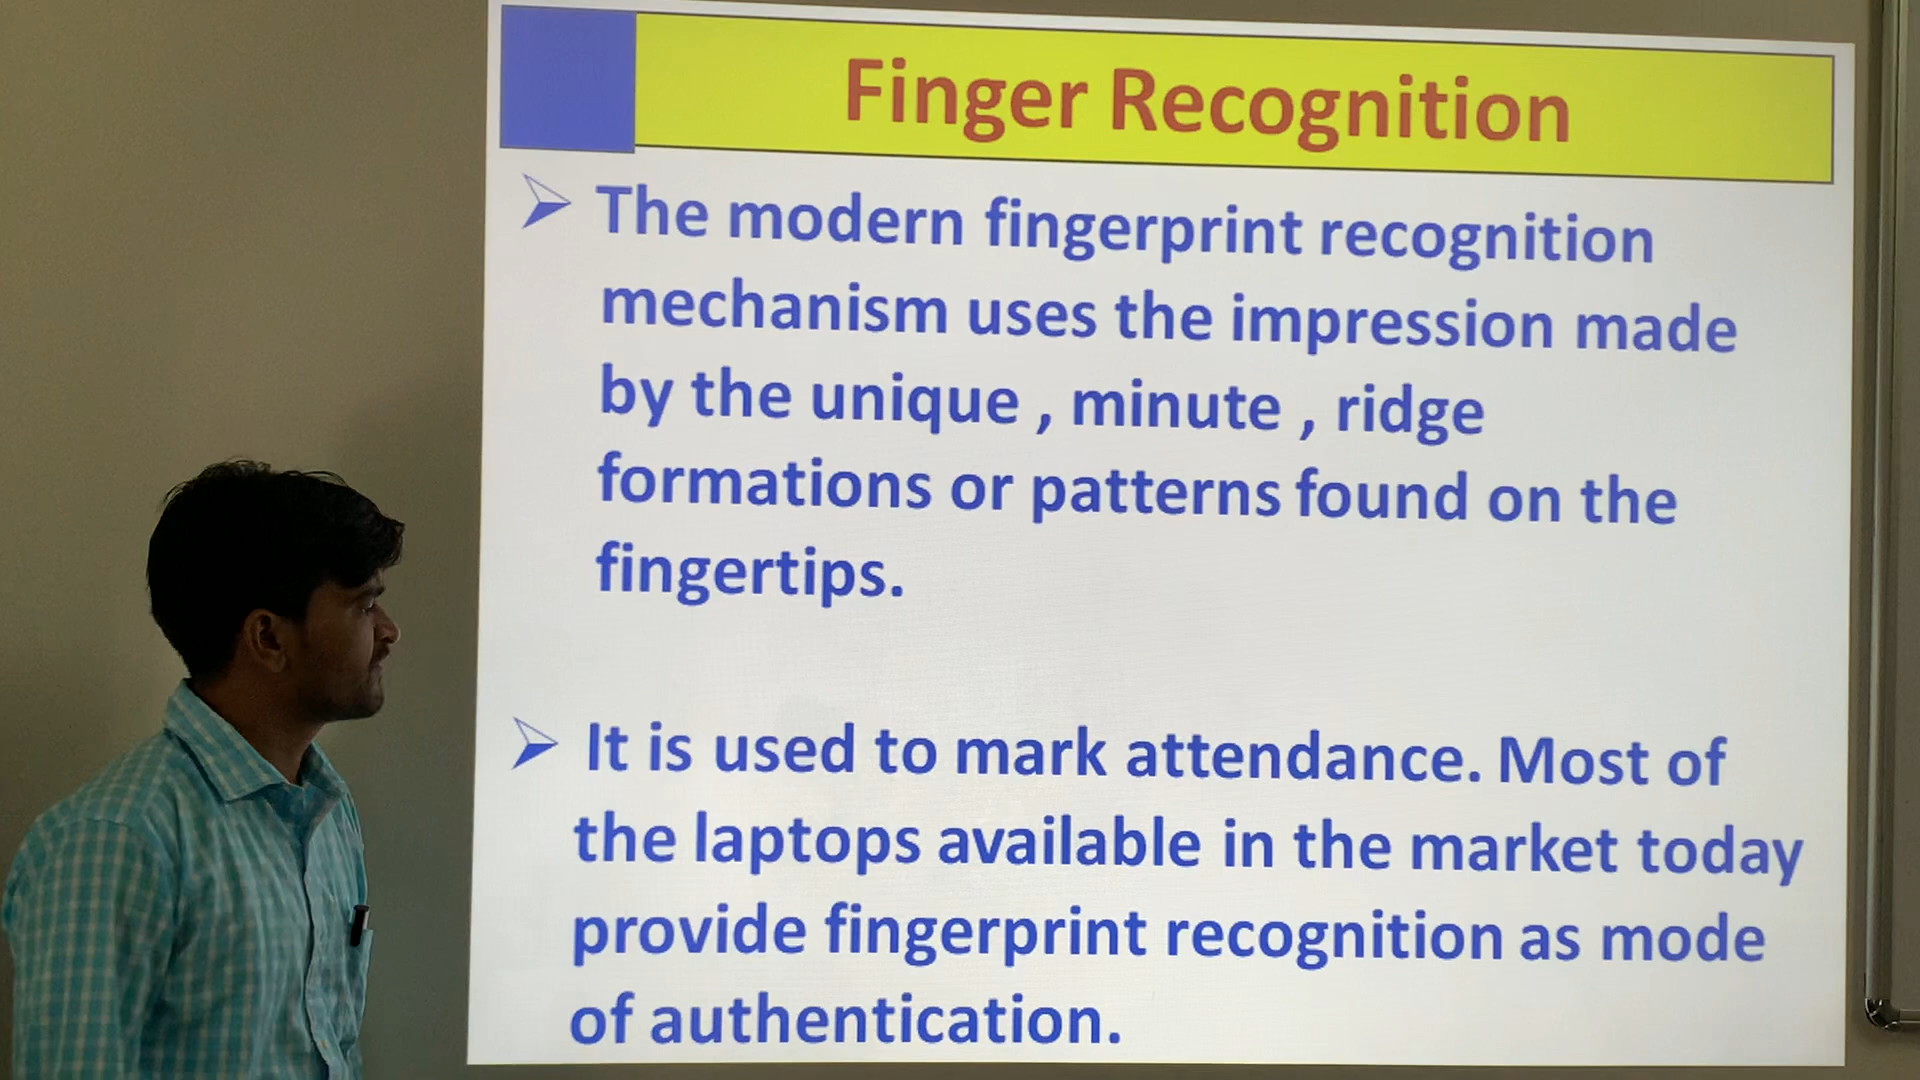 Finger Recognition
The modern fingerprint recognition
mechanism uses the impression made
by the unique , minute , ridge
formations or patterns found on the
fingertips.
It is used to mark attendance. Most of
the laptops available in the market today
provide fingerprint recognition as mode
of authentication.